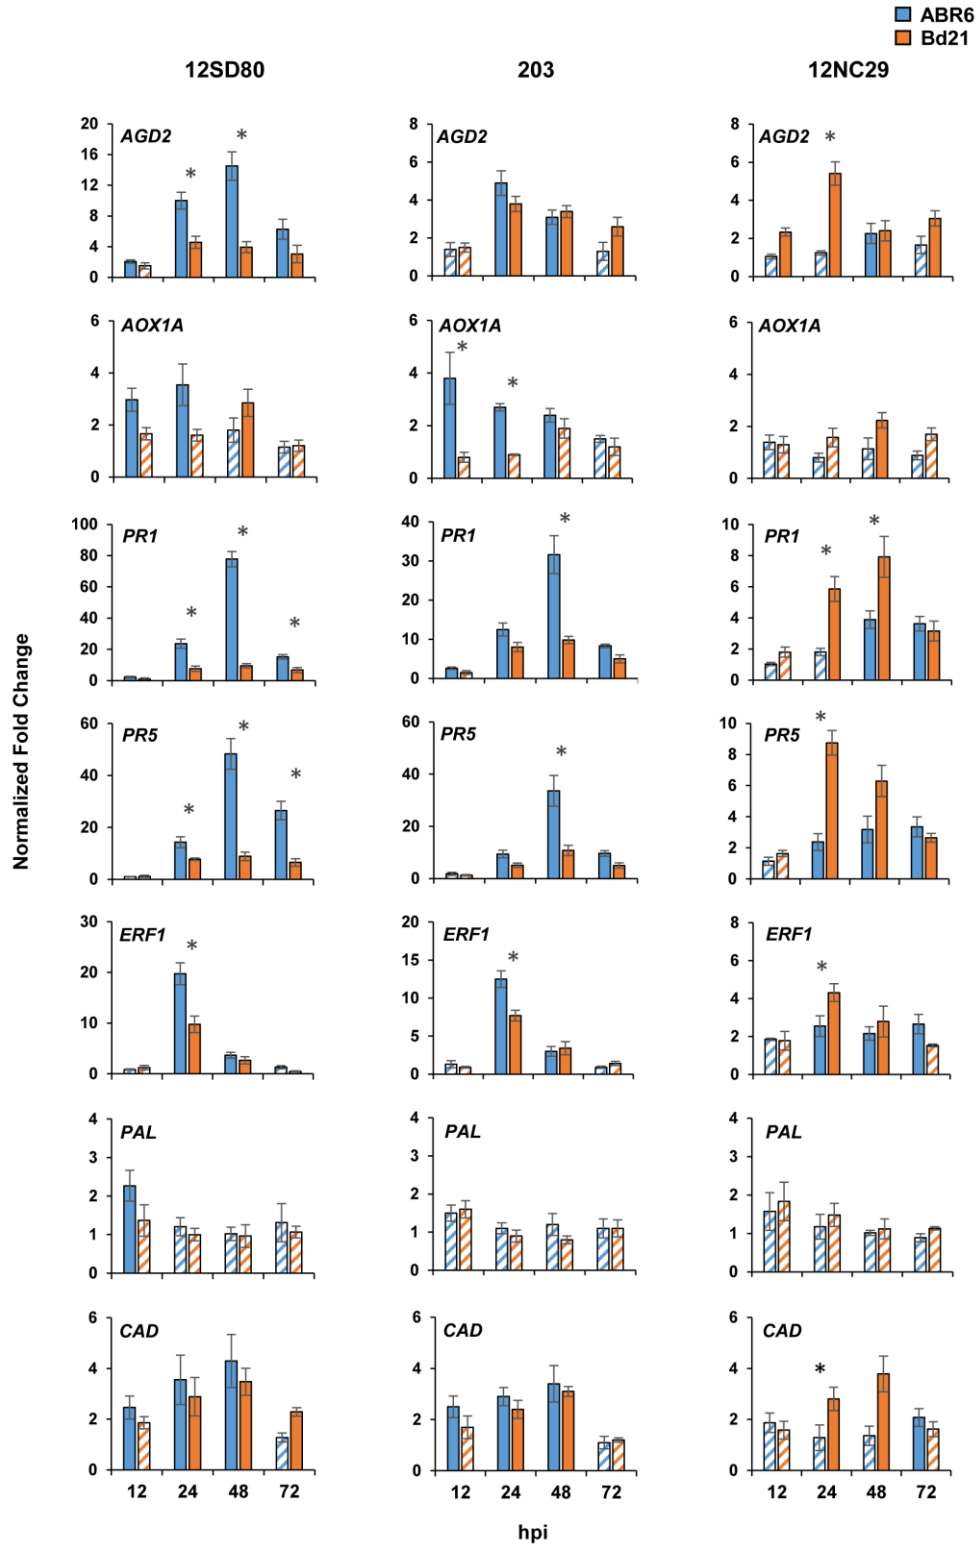 ABR6
Bd21
12SD80 203 12NC29
Normalized Fold Change
20 16 12 8 4 0 AGD2 * *
8 6 4 2 0 AGD2
8 6 4 2 0 AGD2 *
6 4 2 0 AOX1A
6 4 2 0 AOX1A * *
6 4 2 0 AOX1A
100 80 60 40 20 0 PR1 * * *
40 30 20 10 0 PR1 *
10 8 6 4 2 0 PR1 * *
60 40 20 0 PR5 * * *
60 40 20 0 PR5 *
10 8 6 4 2 0 PR5 *
30 20 10 0 ERF1 *
20 15 10 5 0 ERF1 *
8 6 4 2 0 ERF1 *
4 3 2 1 0 PAL
4 3 2 1 0 PAL
4 3 2 1 0 PAL
6 4 2 0 CAD
6 4 2 0 CAD
6 4 2 0 CAD *
12 24 48 72 12 24 48 72 12 24 48 72
hpi